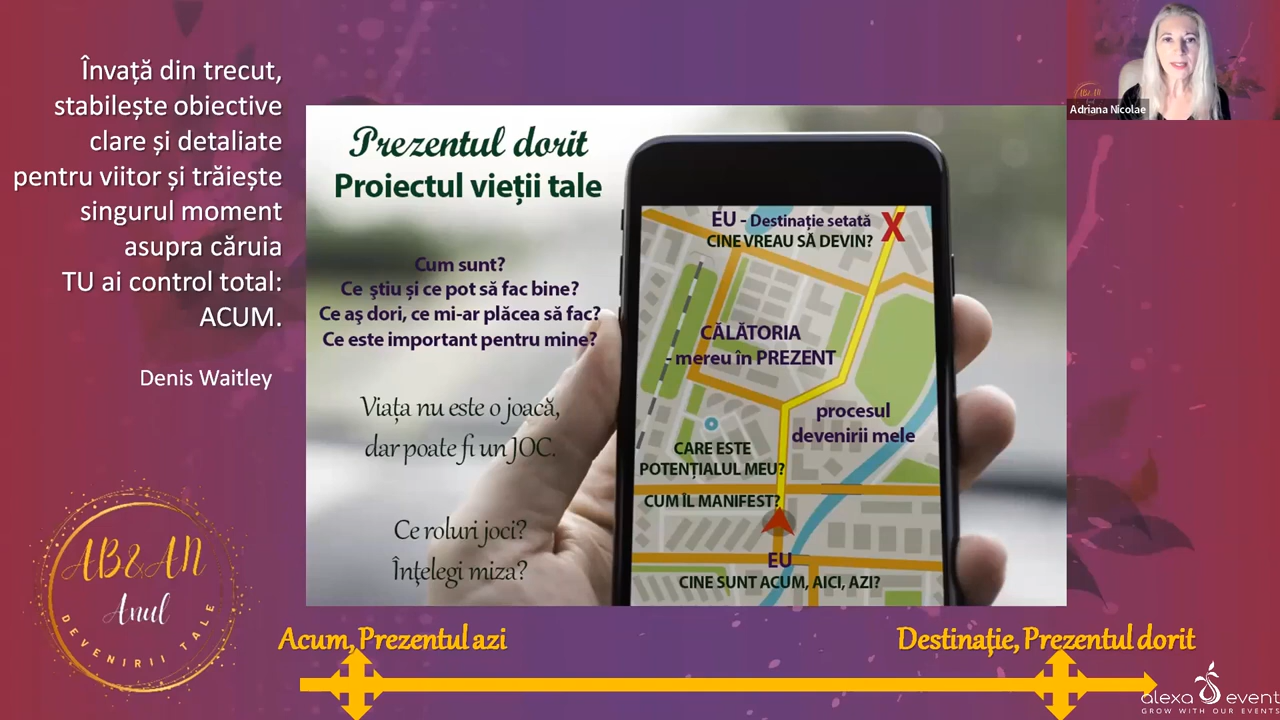 Învață din trecut,
stabilește obiective
clare și detaliate
pentru viitor și trăiește
singurul moment
asupra căruia
TU ai control total:
ACUM.
Denis Waitley
Prezentul dorit
Proiectul vieții tale
Cum sunt?
Ce ştiu și ce pot să fac bine?
Ce aş dori, ce mi-ar plăcea să fac?
Ce este important pentru mine?
Viața nu este o joacă,
dar poate fi un JOC.
Ce roluri joci?
Înţelegi miza?
EU - Destinație setată X
CINE VREAU SĂ DEVIN?
CĂLĂTORIA
- mereu în PREZENT
procesul
devenirii mele
CARE ESTE
POTENȚIALUL MEU?
CUM ÎL MANIFEST?
EU
CINE SUNT ACUM, AICI, AZI?
Adriana Nicolae
AB&AN
Anul
DEVENIRII TALE
Acum, Prezentul azi
Destinație, Prezentul dorit
alexa event
GROW WITH OUR EVENTS